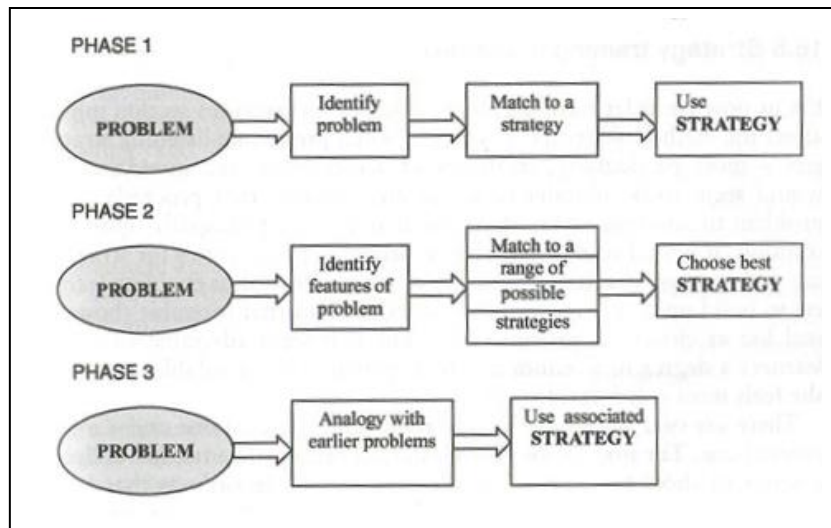 PHASE 1
PROBLEM
Identify
problem
Match to a
strategy
Use
STRATEGY
PHASE 2
PROBLEM
Identify
features of
problem
Match to a
range of
possible
strategies
Choose best
STRATEGY
PHASE 3
PROBLEM
Analogy with
earlier problems
Use associated
STRATEGY